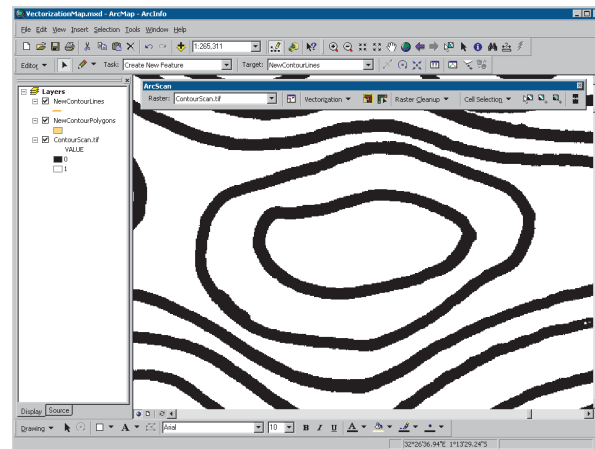 VectorizationMap.mxd - ArcMap - ArcInfo
File Edit View Insert Selection Tools Window Help
1:265,311
Editor Task: Create New Feature Target: NewContourLines
ArcScan
Raster: ContourScan.tif Vectorization Raster Cleanup Cell Selection
Layers
NewContourLines
NewContourPolygons
ContourScan.tif
VALUE
0
1
Display Source
Drawing A Arial 10 B I U A
32°26'36.94"E 1°13'29.24"S